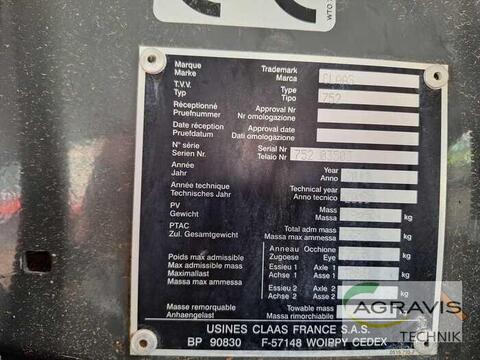 WTO
Marque Trademark
Marke Marca CLAAS
T.V.V. Type
Typ Tipo 752
Réceptionné Approval Nr
Pruefnummer Nr omologazione
Date réception Approval date
Pruefdatum Dati omologazione
N° série Serial Nr
Serien Nr. Telaio Nr 752
Année Year
Jahr Anno
Année technique Technical year
Technisches Jahr Anno tecnico
PV Mass
Gewicht Massa kg
PTAC Total adm mass
Zul. Gesamtgewicht Massa max ammessa kg
Anneau Occhione
Zugoese Eye kg
Poids maxi admissible Essieu 1 Axle 1
Max admissible mass Achse 1 Asse 1 kg
Maximallast Essieu 2 Axle 2
Massa max ammessa Achse 2 Asse 2
Masse remorquable Towable mass
Anhaengelast Massa rimorchiabile
USINES CLAAS FRANCE S.A.S.
BP 90830 F-57148 WOIPPY CEDEX
AGRAVIS
TECHNIK